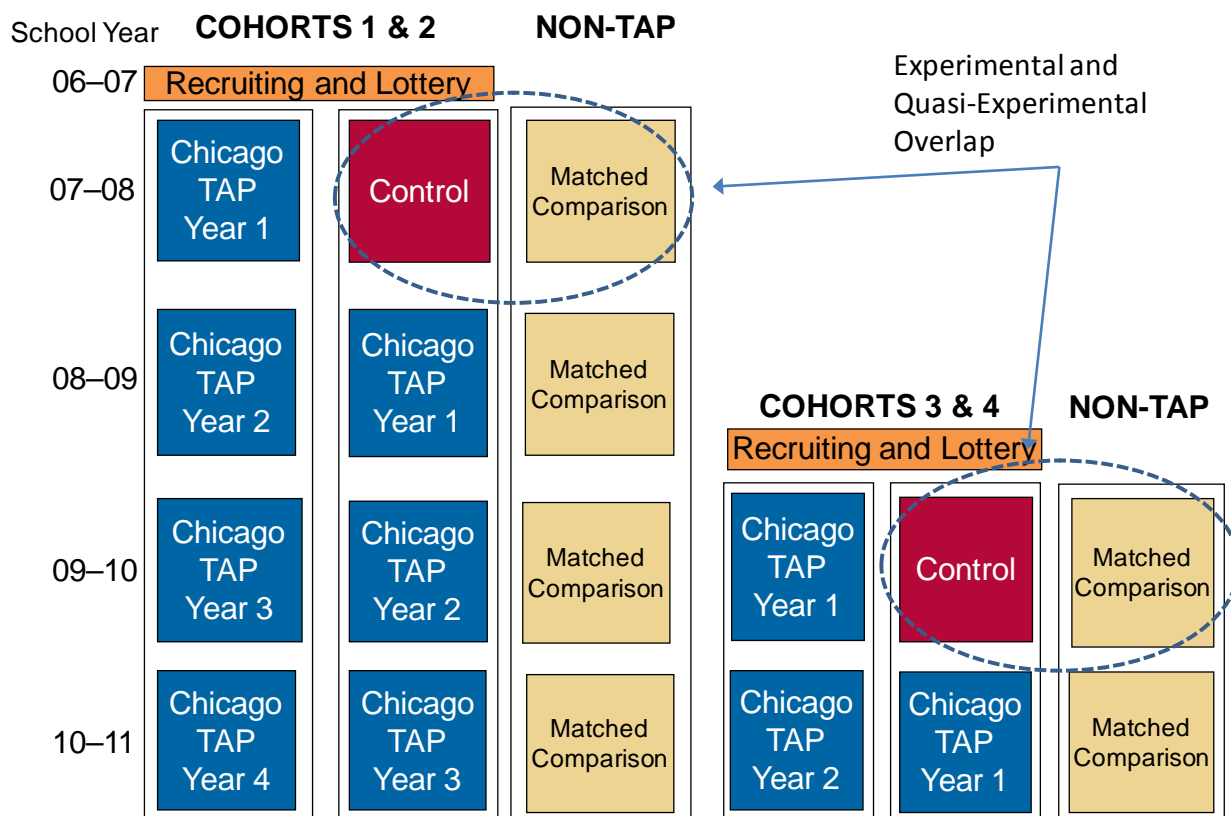 School Year
COHORTS 1 & 2
NON-TAP
06–07
Recruiting and Lottery
Experimental and
Quasi-Experimental
Overlap
07–08
Chicago
TAP
Year 1
Control
Matched
Comparison
08–09
Chicago
TAP
Year 2
Chicago
TAP
Year 1
Matched
Comparison
COHORTS 3 & 4
NON-TAP
Recruiting and Lottery
09–10
Chicago
TAP
Year 3
Chicago
TAP
Year 2
Matched
Comparison
Chicago
TAP
Year 1
Control
Matched
Comparison
10–11
Chicago
TAP
Year 4
Chicago
TAP
Year 3
Matched
Comparison
Chicago
TAP
Year 2
Chicago
TAP
Year 1
Matched
Comparison